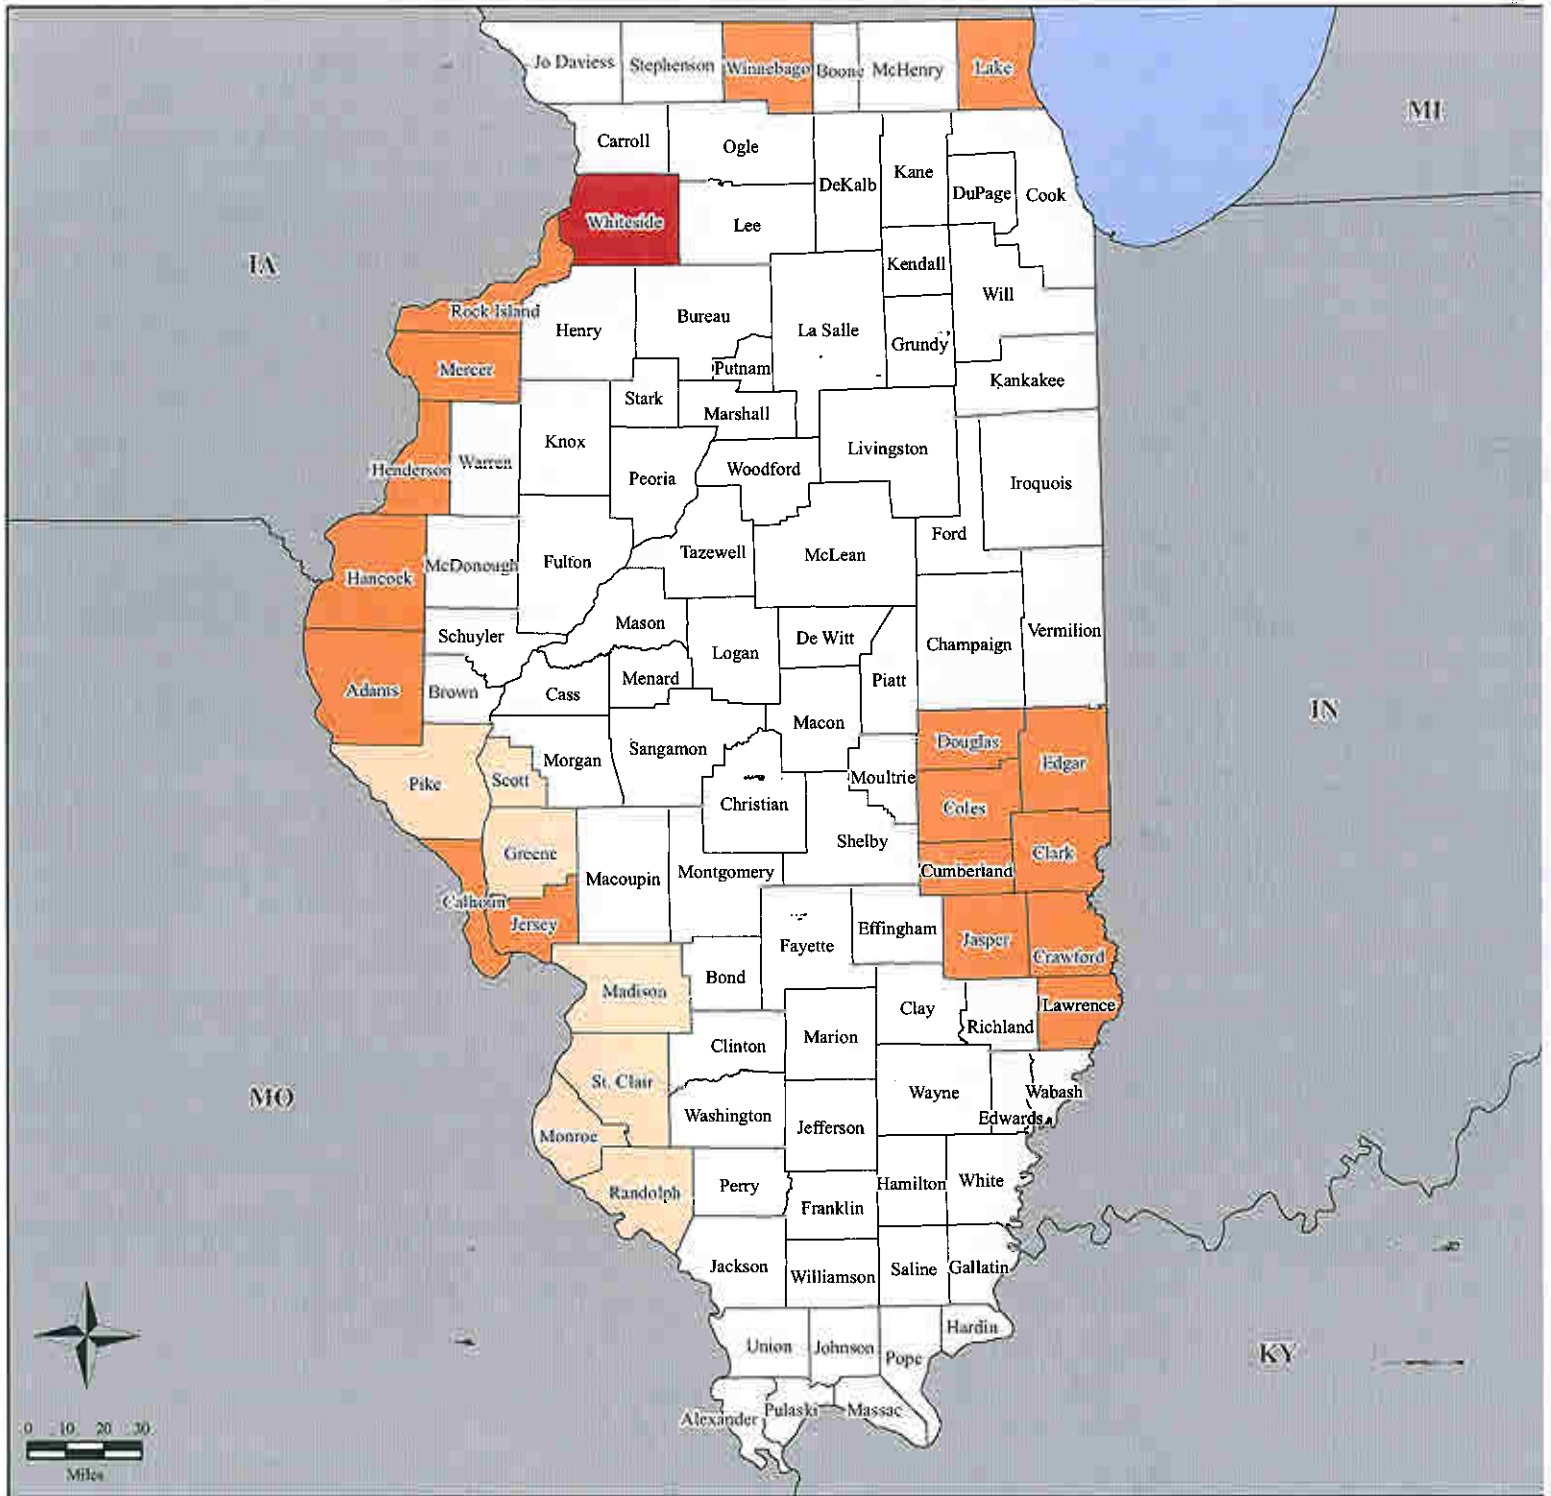 Jo Daviess
Stephenson
Winnebago
Boone
McHenry
Lake
MI
Carroll
Ogle
DeKalb
Kane
DuPage
Cook
Whiteside
Lee
IA
Kendall
Will
Rock Island
Henry
Bureau
La Salle
Grundy
Putnam
Mercer
Kankakee
Stark
Marshall
Knox
Livingston
Henderson
Warren
Peoria
Woodford
Iroquois
Ford
Tazewell
McLean
Fulton
McDonough
Hancock
Mason
Schuyler
De Witt
Logan
Champaign
Vermilion
Menard
Piatt
Adams
Brown
Cass
IN
Macon
Sangamon
Douglas
Morgan
Edgar
Moultrie
Scott
Pike
Christian
Coles
Shelby
Greene
Clark
Cumberland
Montgomery
Macoupin
Calhoun
Jersey
Effingham
Fayette
Jasper
Crawford
Bond
Madison
Lawrence
Clay
Richland
Marion
Clinton
St. Clair
Wayne
Wabash
MO
Washington
Edwards
Jefferson
Monroe
Hamilton
White
Perry
Randolph
Franklin
Jackson
Williamson
Saline
Gallatin
Hardin
Union
Johnson
Pope
KY
Alexander
Pulaski
Massac
0 10 20 30
Miles